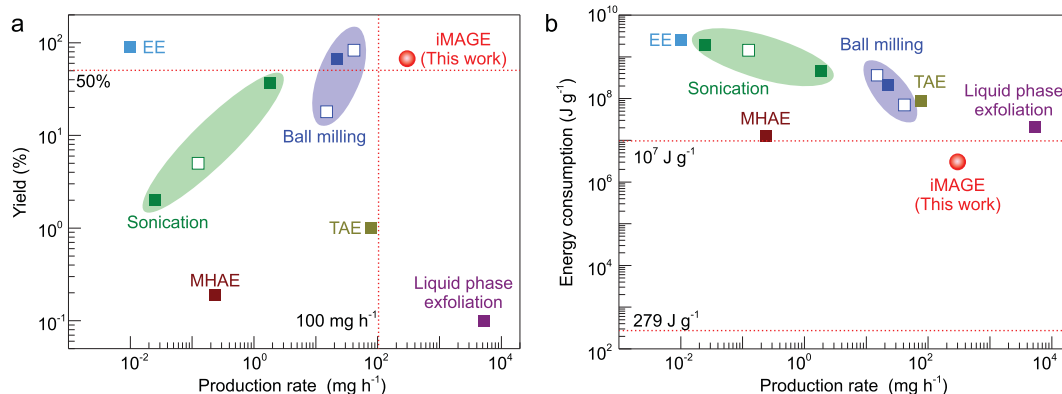 a
10²
10¹
10⁰
10⁻¹
Yield (%)
EE
50%
iMAGE
(This work)
Ball milling
Sonication
TAE
MHAE
Liquid phase
exfoliation
100 mg h⁻¹
10⁻²
10⁰
10²
10⁴
Production rate (mg h⁻¹)
b
10¹⁰
10⁸
10⁶
10⁴
10²
Energy consumption (J g⁻¹)
EE
Sonication
Ball milling
TAE
Liquid phase
exfoliation
MHAE
10⁷ J g⁻¹
iMAGE
(This work)
279 J g⁻¹
10⁻²
10⁰
10²
10⁴
Production rate (mg h⁻¹)